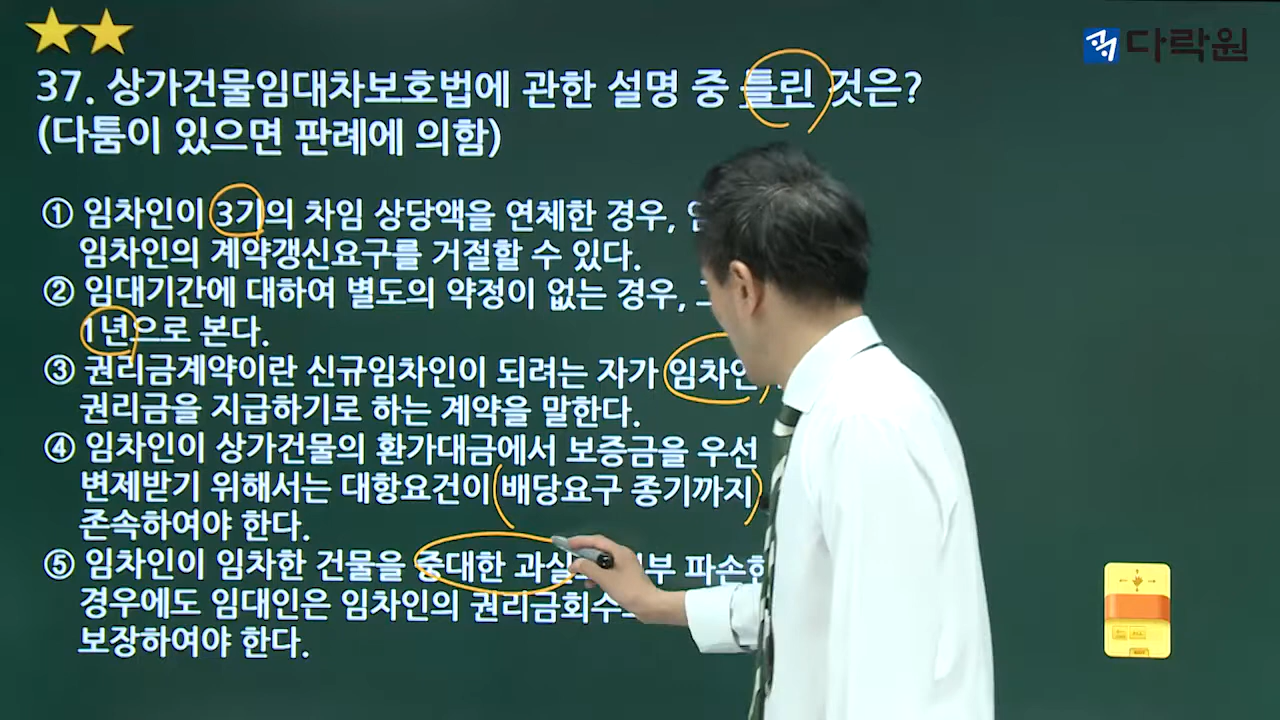 다락원
37. 상가건물임대차보호법에 관한 설명 중 틀린 것은?
(다툼이 있으면 판례에 의함)
① 임차인이 3기의 차임 상당액을 연체한 경우,
임차인의 계약갱신요구를 거절할 수 있다.
② 임대기간에 대하여 별도의 약정이 없는 경우,
1년으로 본다.
③ 권리금계약이란 신규임차인이 되려는 자가 임차인
권리금을 지급하기로 하는 계약을 말한다.
④ 임차인이 상가건물의 환가대금에서 보증금을 우선
변제받기 위해서는 대항요건이 배당요구 종기까지
존속하여야 한다.
⑤ 임차인이 임차한 건물을 중대한 과실 파손한
경우에도 임대인은 임차인의 권리금회수
보장하여야 한다.